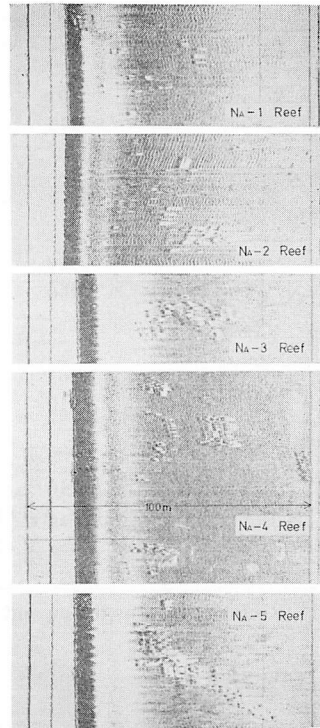 NA-1 Reef
NA-2 Reef
NA-3 Reef
100m
NA-4 Reef
NA-5 Reef